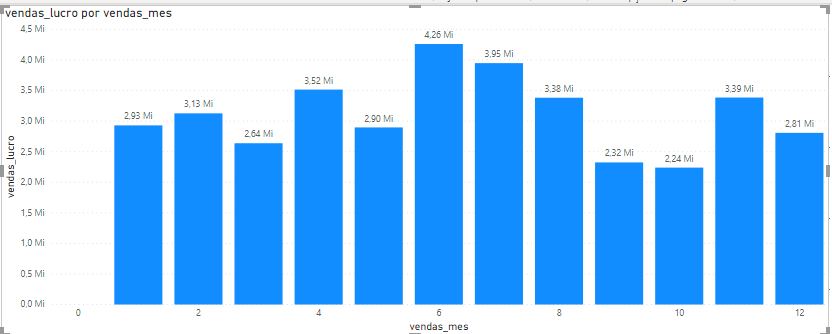 vendas_lucro por vendas_mes
4,5 Mi
4,0 Mi
3,5 Mi
3,0 Mi
2,5 Mi
2,0 Mi
1,5 Mi
1,0 Mi
0,5 Mi
0,0 Mi
vendas_lucro
2,93 Mi
3,13 Mi
2,64 Mi
3,52 Mi
2,90 Mi
4,26 Mi
3,95 Mi
3,38 Mi
2,32 Mi
2,24 Mi
3,39 Mi
2,81 Mi
0 2 4 6 8 10 12
vendas_mes